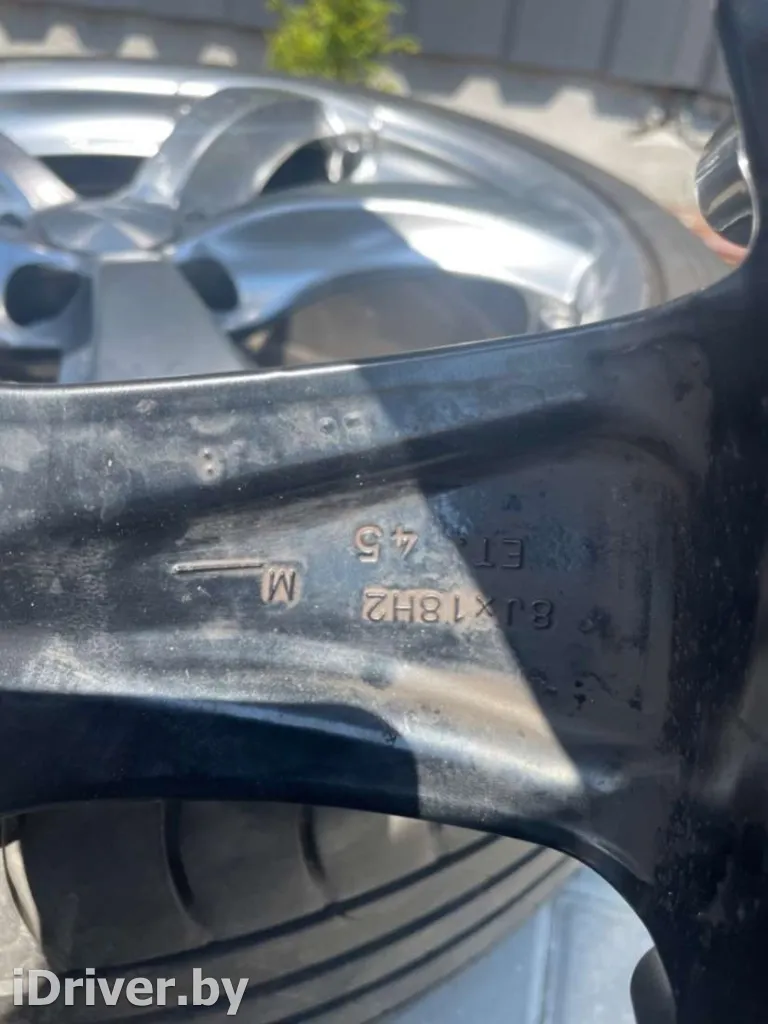 8Jx18H2
M
ET. 45
iDriver.by